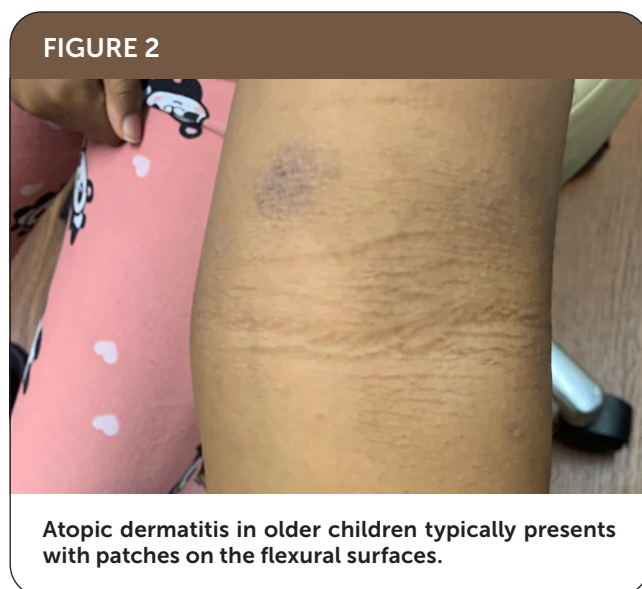 FIGURE 2
Atopic dermatitis in older children typically presents
with patches on the flexural surfaces.